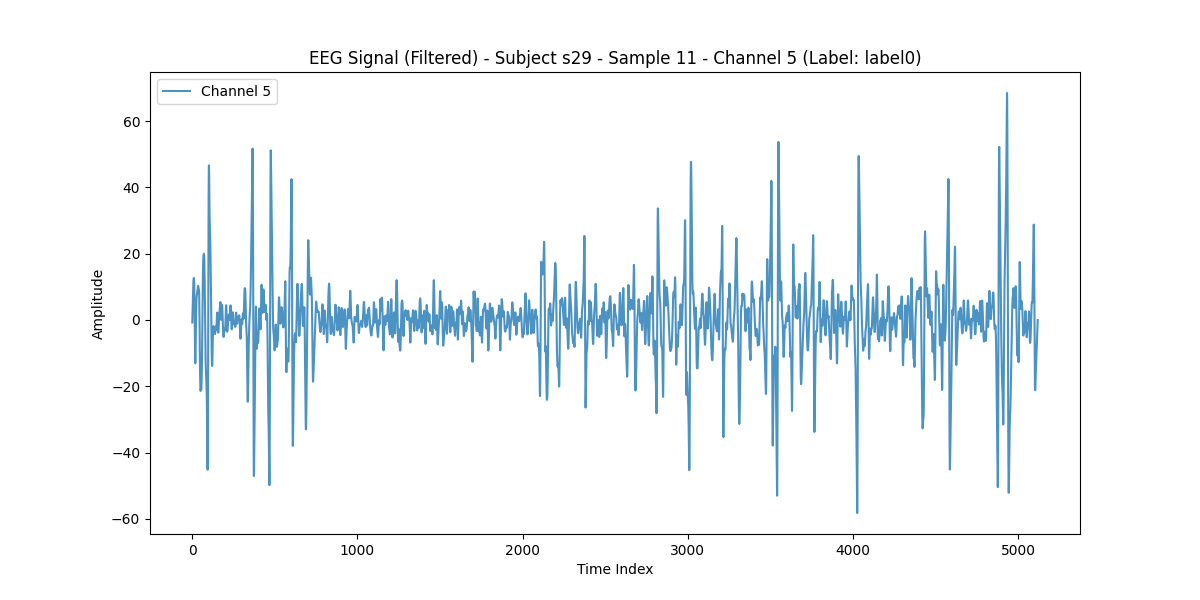 EEG Signal (Filtered) - Subject s29 - Sample 11 - Channel 5 (Label: label0)
Channel 5
60
40
20
0
−20
−40
−60
Amplitude
0 1000 2000 3000 4000 5000
Time Index